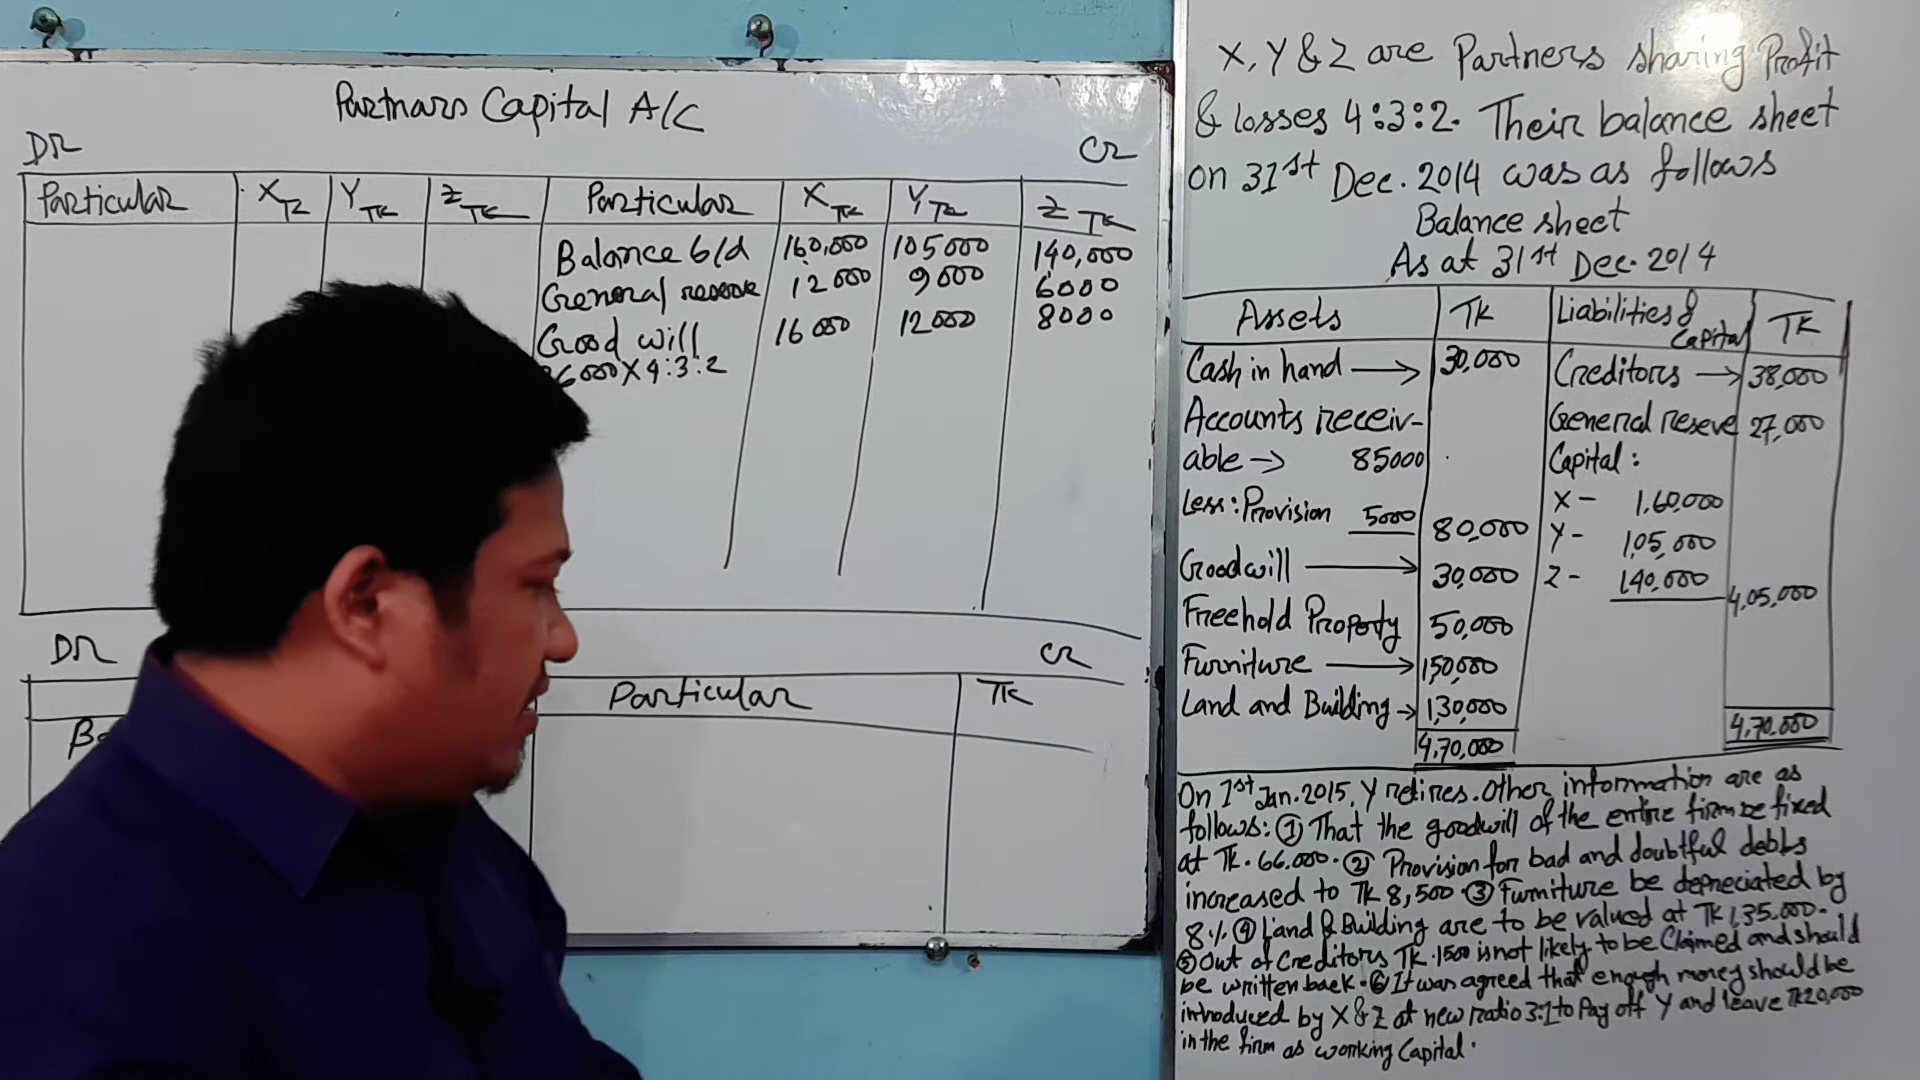 Partnars Capital A/C
DR
CR
Particular X TK Y TK Z TK Particular X TK Y TK Z TK
Balance b/d 160,000 105000 140,000
General reserve 12000 9000 6000
Good will 16000 12000 8000
6000 X 4:3:2
DR
CR
Particular TK
X, Y & Z are Partners sharing Profit
& losses 4:3:2. Their balance sheet
on 31st Dec. 2014 was as follows
Balance sheet
As at 31st Dec. 2014
Assets TK Liabilities & Capital TK
Cash in hand → 30,000 Creditors → 38,000
Accounts receiv- General reseve 27,000
able → 85000 Capital:
Less: Provision 5000 80,000 X - 1,60,000
Y - 1,05,000
Goodwill → 30,000 Z - 1,40,000 4,05,000
Freehold Property 50,000
Furniture → 1,50,000
Land and Building → 1,30,000
4,70,000 4,70,000
On 1st Jan. 2015, Y retires. Other information are as
follows: ① That the goodwill of the entire firm be fixed
at TK. 66.000. ② Provision for bad and doubtful debts
increased to TK 8,500 ③ Furniture be depreciated by
8%. ④ Land & Building are to be valued at TK 1,35.000.
⑤ Out of Creditors TK. 1500 is not likely to be Claimed and should
be written back. ⑥ It was agreed that enough money should be
introduced by X & Z at new ratio 3:1 to Pay off Y and leave TK 20,000
in the firm as working Capital.